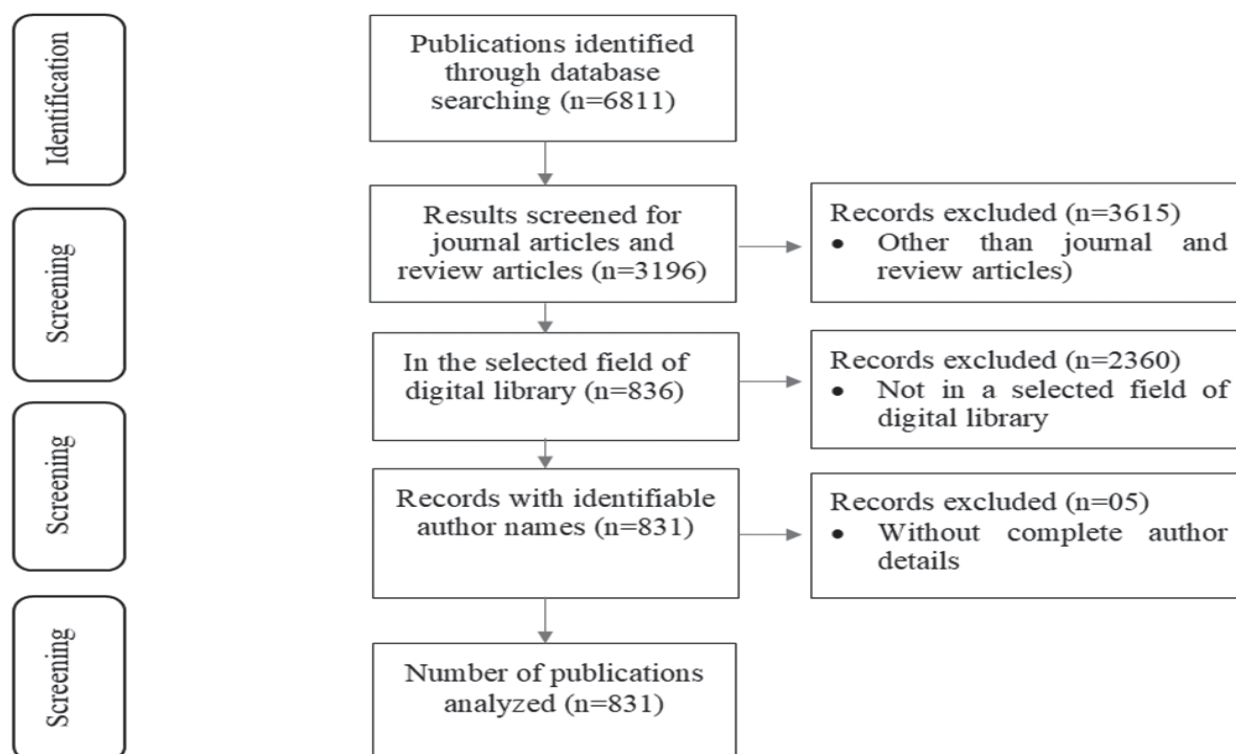 Identification
Publications identified
through database
searching (n=6811)
Screening
Results screened for
journal articles and
review articles (n=3196)
Records excluded (n=3615)
• Other than journal and
review articles)
In the selected field of
digital library (n=836)
Records excluded (n=2360)
• Not in a selected field of
digital library
Screening
Records with identifiable
author names (n=831)
Records excluded (n=05)
• Without complete author
details
Screening
Number of publications
analyzed (n=831)